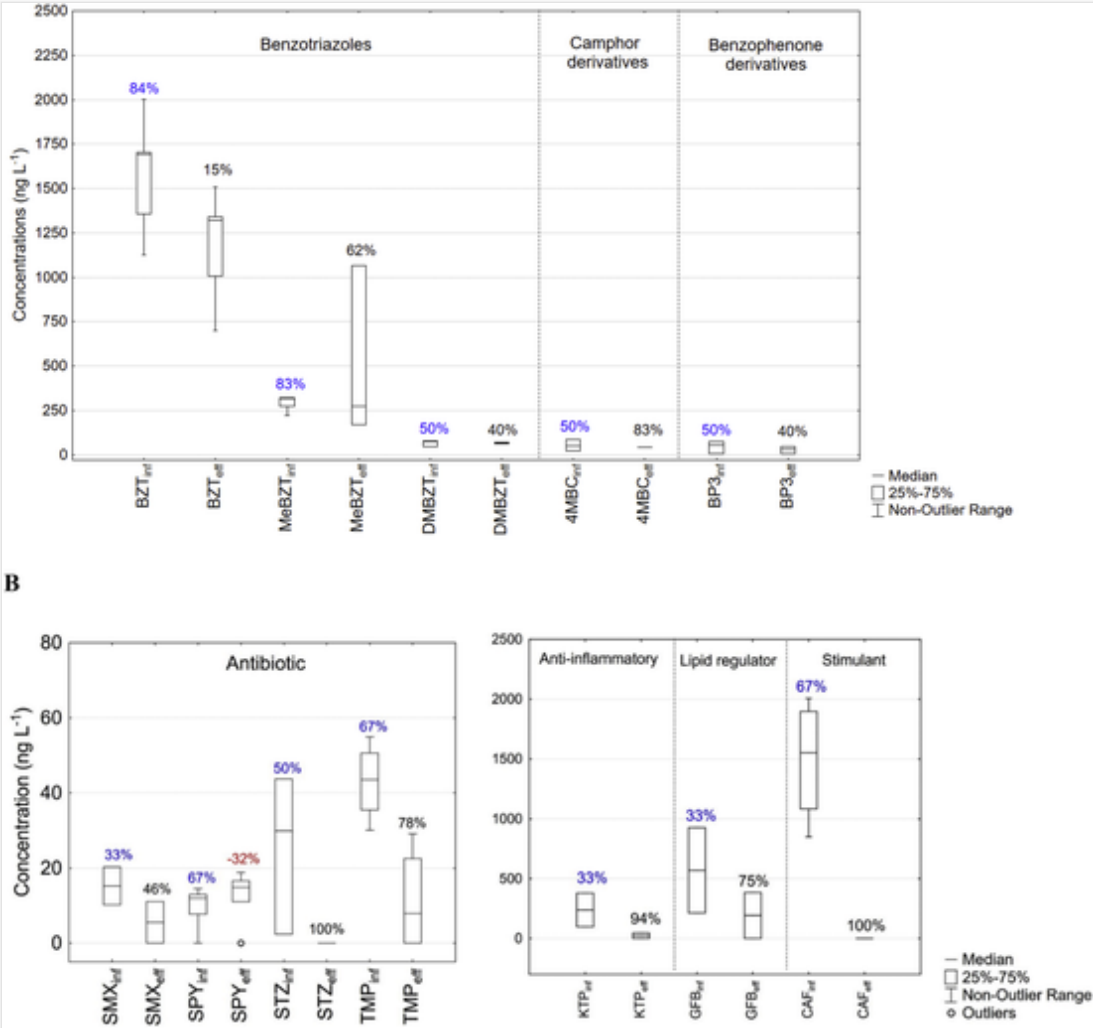 2500
2250
2000
1750
1500
1250
1000
750
500
250
0
Concentrations (ng L⁻¹)
Benzotriazoles
Camphor
derivatives
Benzophenone
derivatives
84%
15%
83%
62%
50%
40%
50%
83%
50%
40%
BZTinf
BZTeff
MeBZTinf
MeBZTeff
DMBZTinf
DMBZTeff
4MBCinf
4MBCeff
BP3inf
BP3eff
Median
25%-75%
Non-Outlier Range
B
80
60
40
20
0
Concentration (ng L⁻¹)
Antibiotic
33%
46%
67%
-32%
50%
100%
67%
78%
SMXinf
SMXeff
SPYinf
SPYeff
STZinf
STZeff
TMPinf
TMPeff
2500
2000
1500
1000
500
0
Anti-inflammatory
Lipid regulator
Stimulant
33%
94%
33%
75%
67%
100%
KTPinf
KTPeff
GFBinf
GFBeff
CAFinf
CAFeff
Median
25%-75%
Non-Outlier Range
Outliers